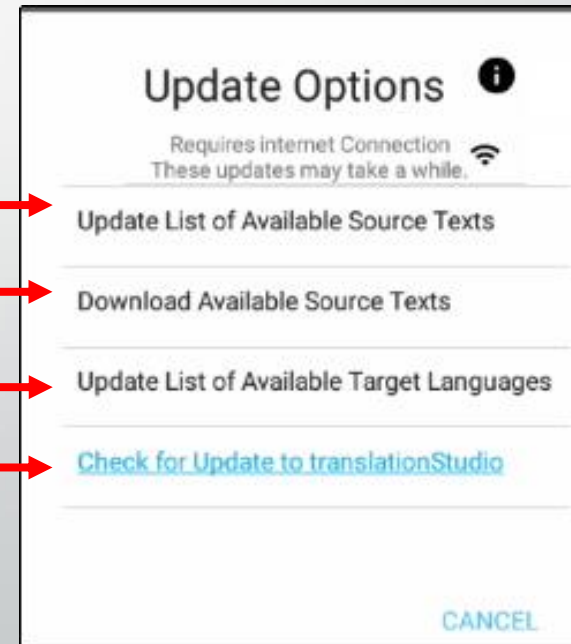 Update Options
Requires internet Connection
These updates may take a while.
Update List of Available Source Texts
Download Available Source Texts
Update List of Available Target Languages
Check for Update to translationStudio
CANCEL